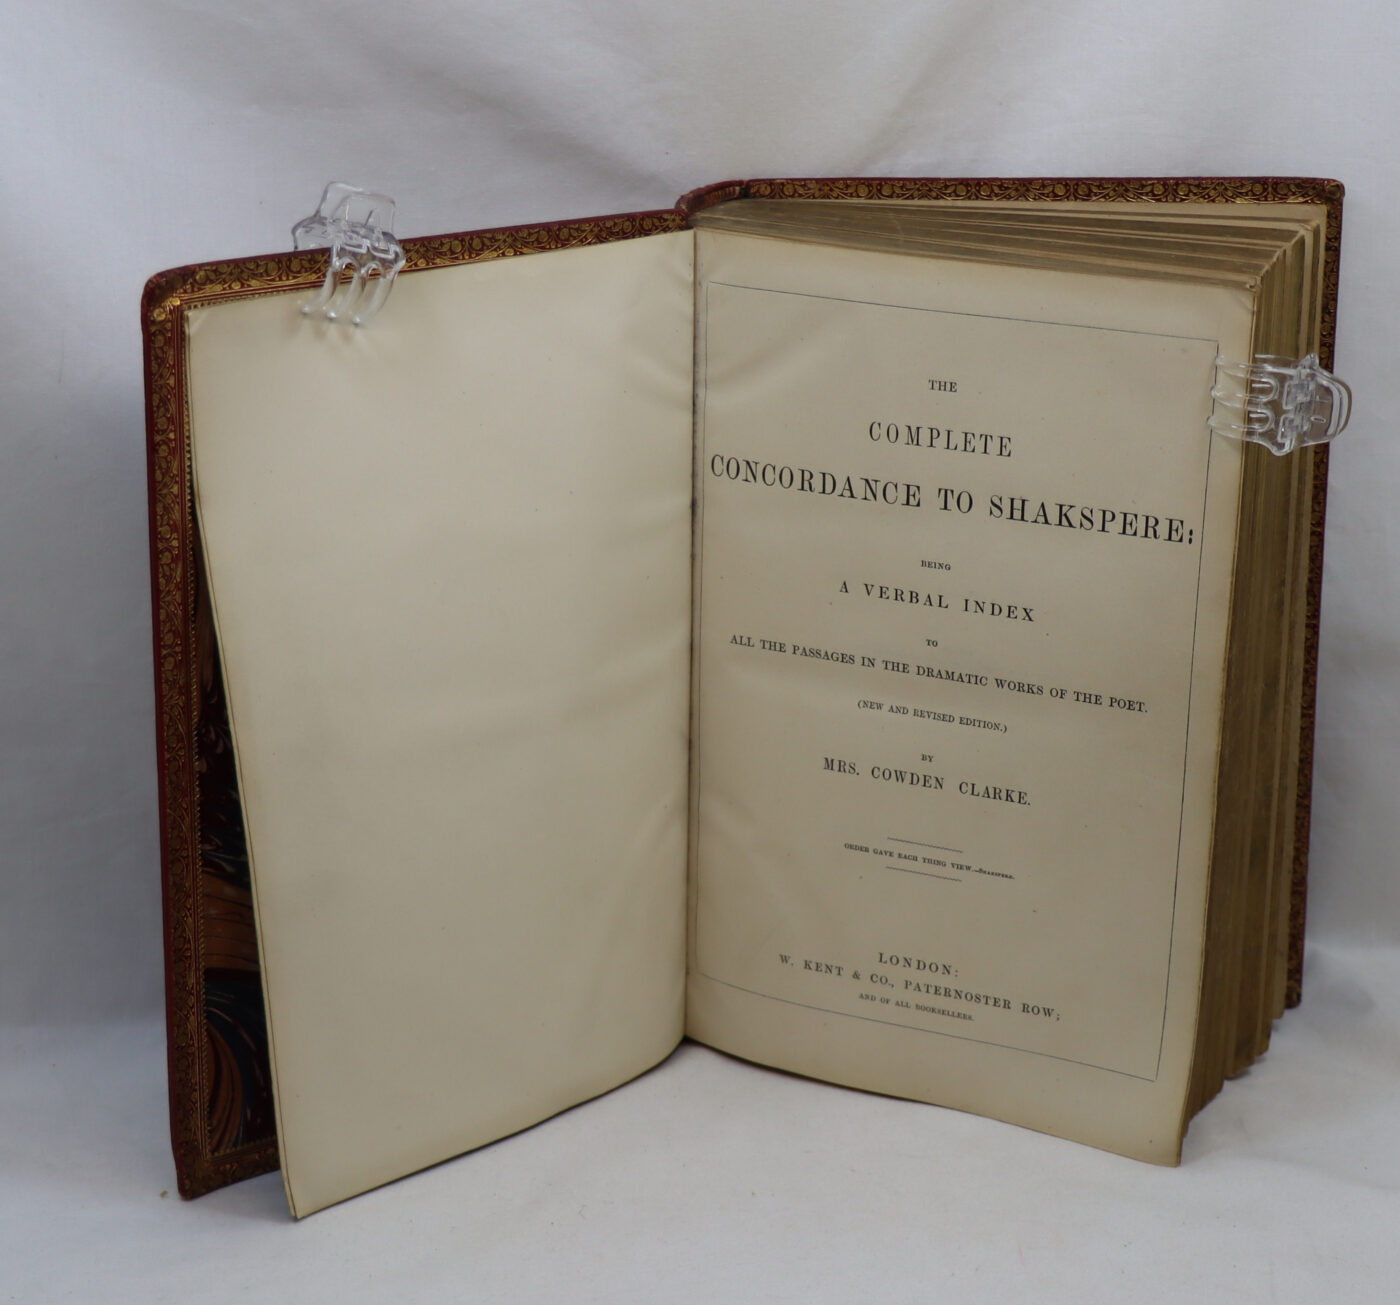 THE
COMPLETE
CONCORDANCE TO SHAKSPERE:
BEING
A VERBAL INDEX
TO
ALL THE PASSAGES IN THE DRAMATIC WORKS OF THE POET.
(NEW AND REVISED EDITION.)
BY
MRS. COWDEN CLARKE.
ORDER GAVE EACH THING VIEW.—SHAKSPERE.
LONDON:
W. KENT & CO., PATERNOSTER ROW;
AND OF ALL BOOKSELLERS.